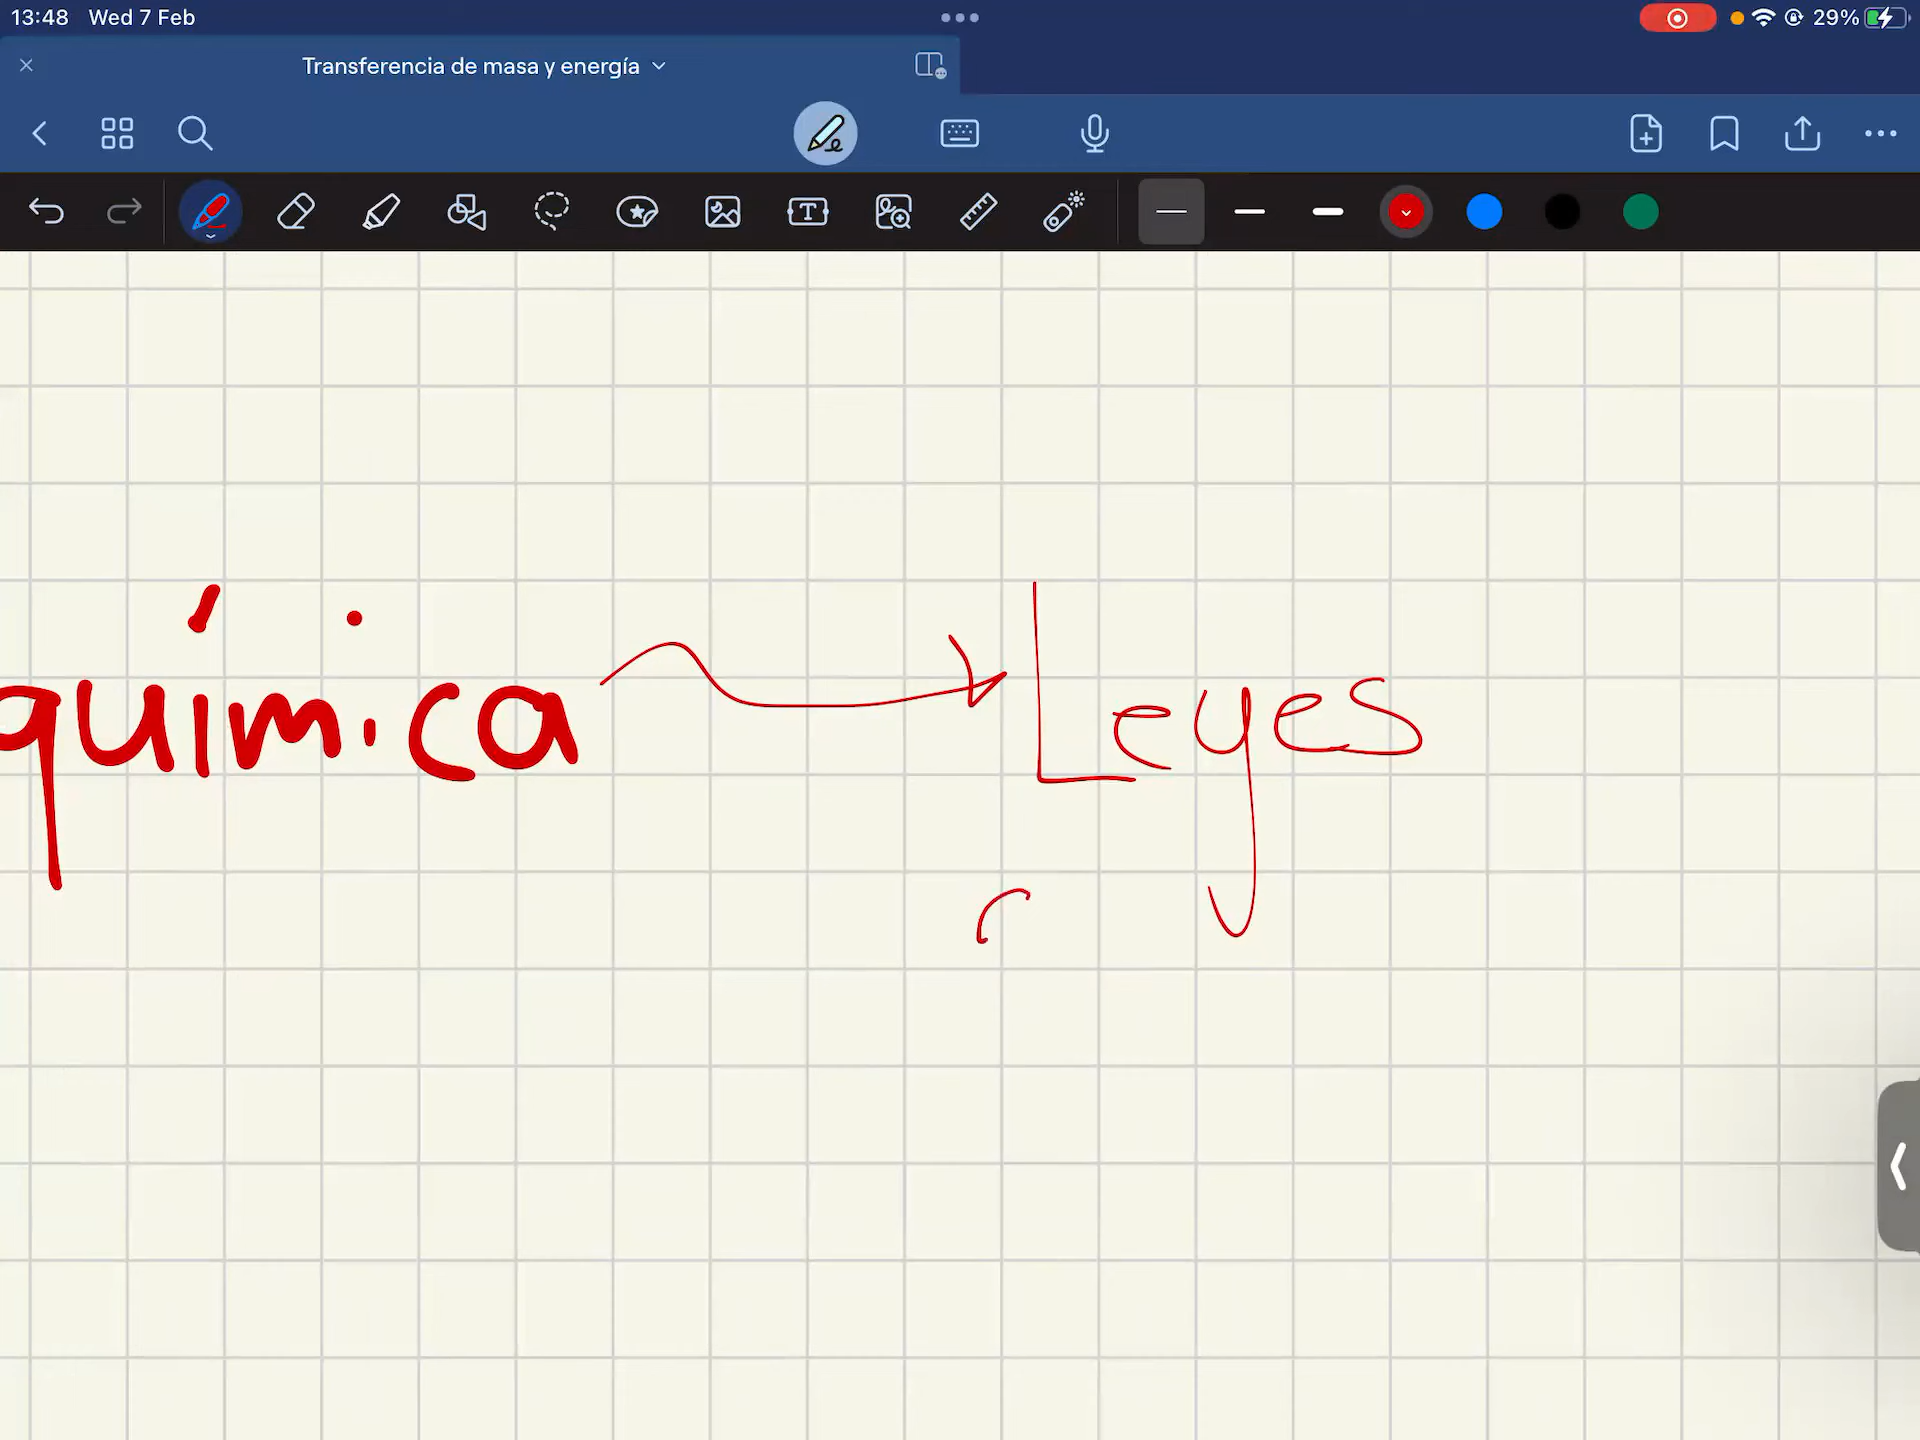 13:48 Wed 7 Feb 29%
Transferencia de masa y energía
química Leyes